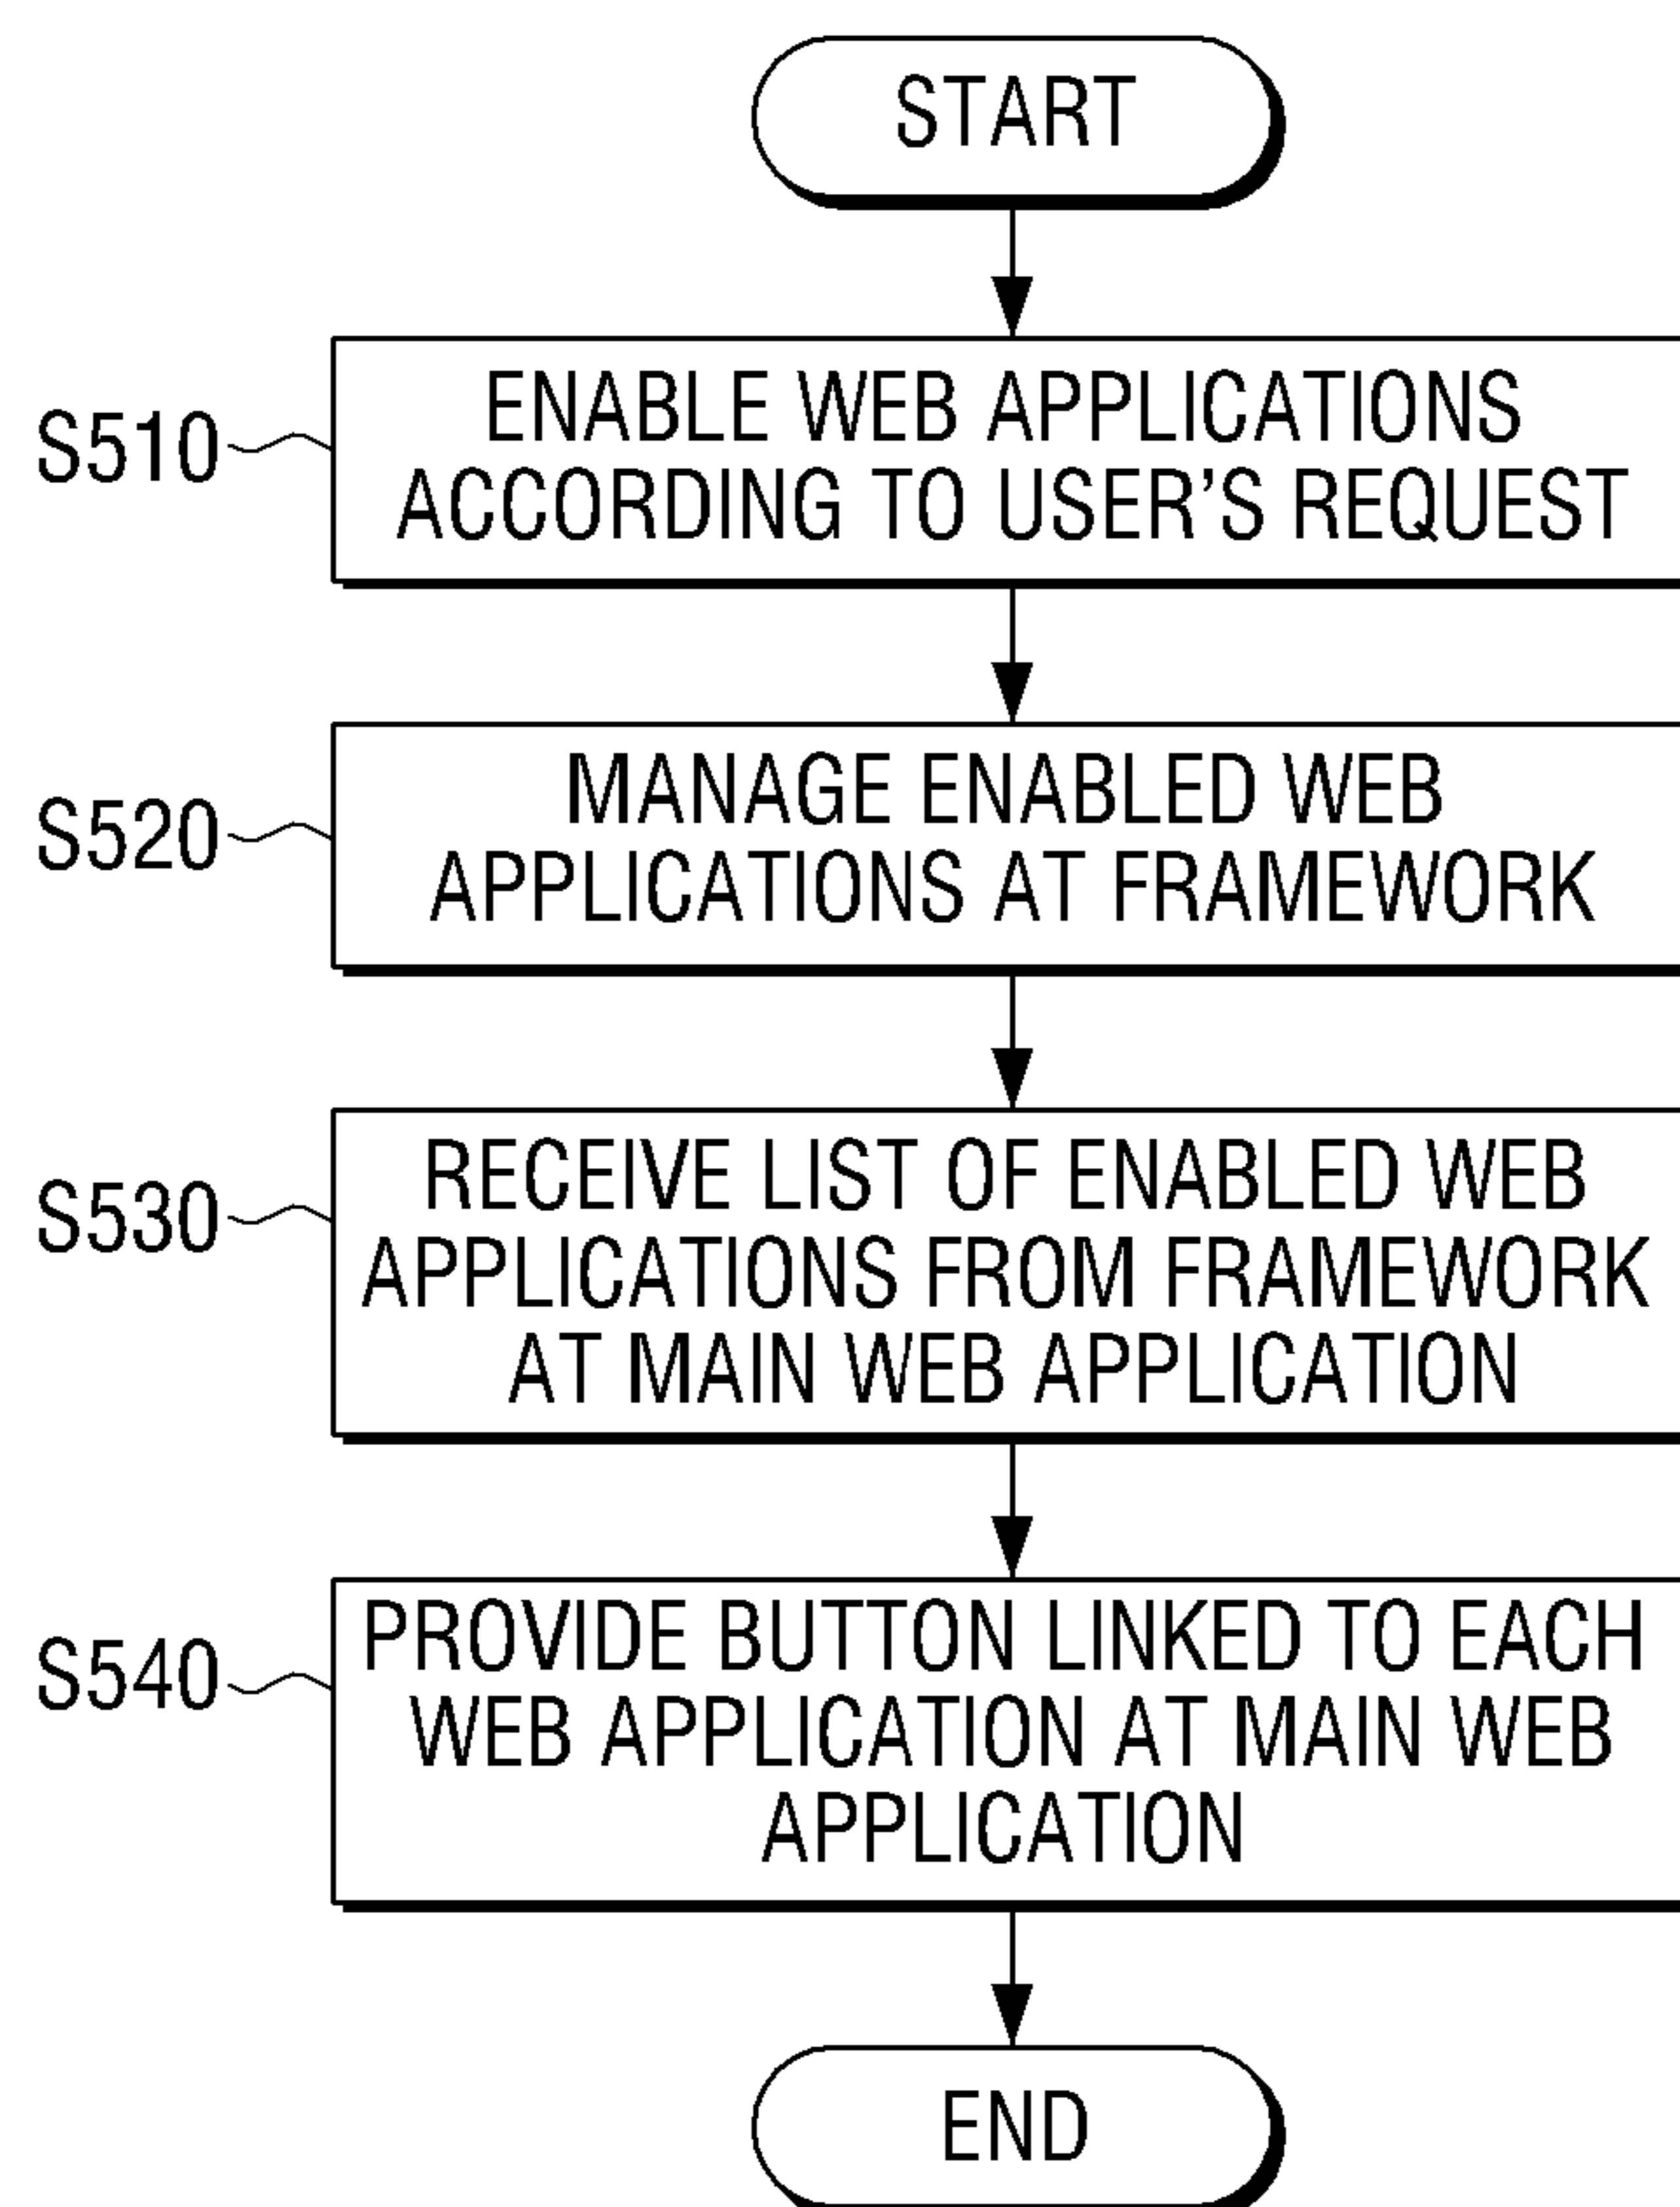 START
S510
ENABLE WEB APPLICATIONS
ACCORDING TO USER'S REQUEST
S520
MANAGE ENABLED WEB
APPLICATIONS AT FRAMEWORK
S530
RECEIVE LIST OF ENABLED WEB
APPLICATIONS FROM FRAMEWORK
AT MAIN WEB APPLICATION
S540
PROVIDE BUTTON LINKED TO EACH
WEB APPLICATION AT MAIN WEB
APPLICATION
END